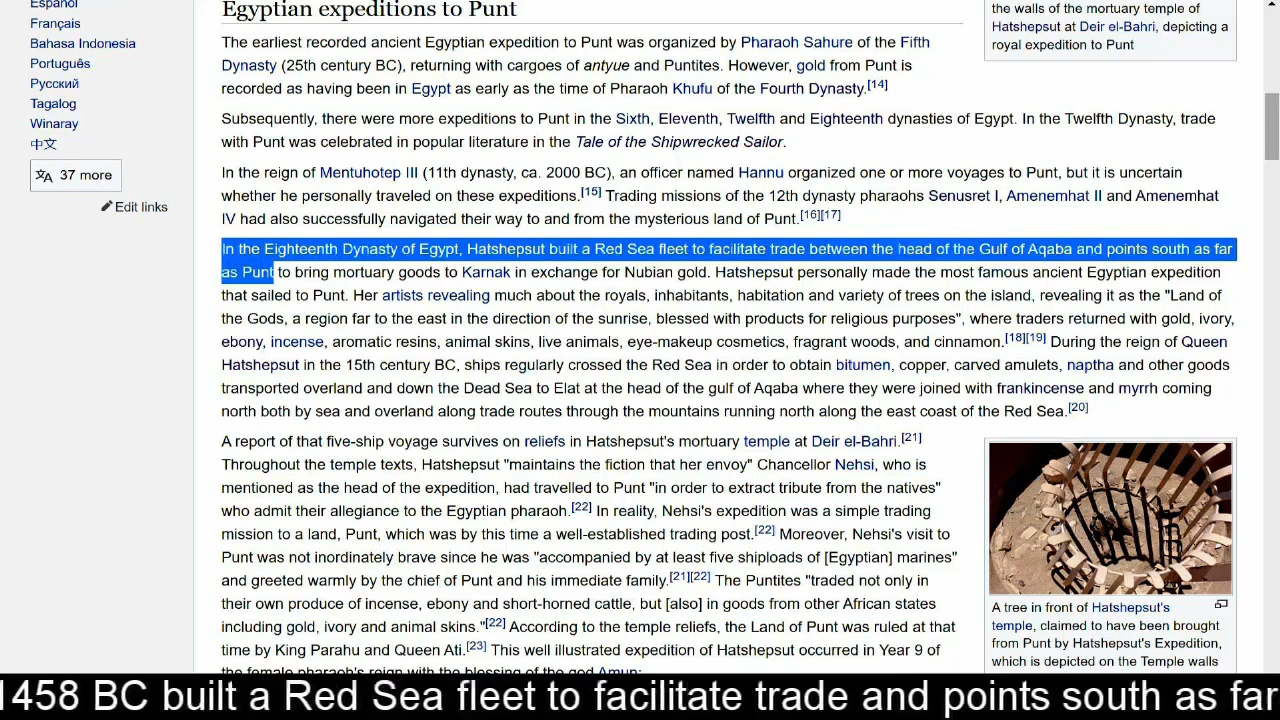 Español
Français
Bahasa Indonesia
Português
Русский
Tagalog
Winaray
中文
37 more
Edit links
Egyptian expeditions to Punt
The earliest recorded ancient Egyptian expedition to Punt was organized by Pharaoh Sahure of the Fifth
Dynasty (25th century BC), returning with cargoes of antyue and Puntites. However, gold from Punt is
recorded as having been in Egypt as early as the time of Pharaoh Khufu of the Fourth Dynasty.[14]
Subsequently, there were more expeditions to Punt in the Sixth, Eleventh, Twelfth and Eighteenth dynasties of Egypt. In the Twelfth Dynasty, trade
with Punt was celebrated in popular literature in the Tale of the Shipwrecked Sailor.
In the reign of Mentuhotep III (11th dynasty, ca. 2000 BC), an officer named Hannu organized one or more voyages to Punt, but it is uncertain
whether he personally traveled on these expeditions.[15] Trading missions of the 12th dynasty pharaohs Senusret I, Amenemhat II and Amenemhat
IV had also successfully navigated their way to and from the mysterious land of Punt.[16][17]
In the Eighteenth Dynasty of Egypt, Hatshepsut built a Red Sea fleet to facilitate trade between the head of the Gulf of Aqaba and points south as far
as Punt to bring mortuary goods to Karnak in exchange for Nubian gold. Hatshepsut personally made the most famous ancient Egyptian expedition
that sailed to Punt. Her artists revealing much about the royals, inhabitants, habitation and variety of trees on the island, revealing it as the "Land of
the Gods, a region far to the east in the direction of the sunrise, blessed with products for religious purposes", where traders returned with gold, ivory,
ebony, incense, aromatic resins, animal skins, live animals, eye-makeup cosmetics, fragrant woods, and cinnamon.[18][19] During the reign of Queen
Hatshepsut in the 15th century BC, ships regularly crossed the Red Sea in order to obtain bitumen, copper, carved amulets, naptha and other goods
transported overland and down the Dead Sea to Elat at the head of the gulf of Aqaba where they were joined with frankincense and myrrh coming
north both by sea and overland along trade routes through the mountains running north along the east coast of the Red Sea.[20]
A report of that five-ship voyage survives on reliefs in Hatshepsut's mortuary temple at Deir el-Bahri.[21]
Throughout the temple texts, Hatshepsut "maintains the fiction that her envoy" Chancellor Nehsi, who is
mentioned as the head of the expedition, had travelled to Punt "in order to extract tribute from the natives"
who admit their allegiance to the Egyptian pharaoh.[22] In reality, Nehsi's expedition was a simple trading
mission to a land, Punt, which was by this time a well-established trading post.[22] Moreover, Nehsi's visit to
Punt was not inordinately brave since he was "accompanied by at least five shiploads of [Egyptian] marines"
and greeted warmly by the chief of Punt and his immediate family.[21][22] The Puntites "traded not only in
their own produce of incense, ebony and short-horned cattle, but [also] in goods from other African states
including gold, ivory and animal skins."[22] According to the temple reliefs, the Land of Punt was ruled at that
time by King Parahu and Queen Ati.[23] This well illustrated expedition of Hatshepsut occurred in Year 9 of
the female pharaoh's reign with the blessing of the god Amun:
the walls of the mortuary temple of
Hatshepsut at Deir el-Bahri, depicting a
royal expedition to Punt
A tree in front of Hatshepsut's
temple, claimed to have been brought
from Punt by Hatshepsut's Expedition,
which is depicted on the Temple walls
1458 BC built a Red Sea fleet to facilitate trade and points south as far